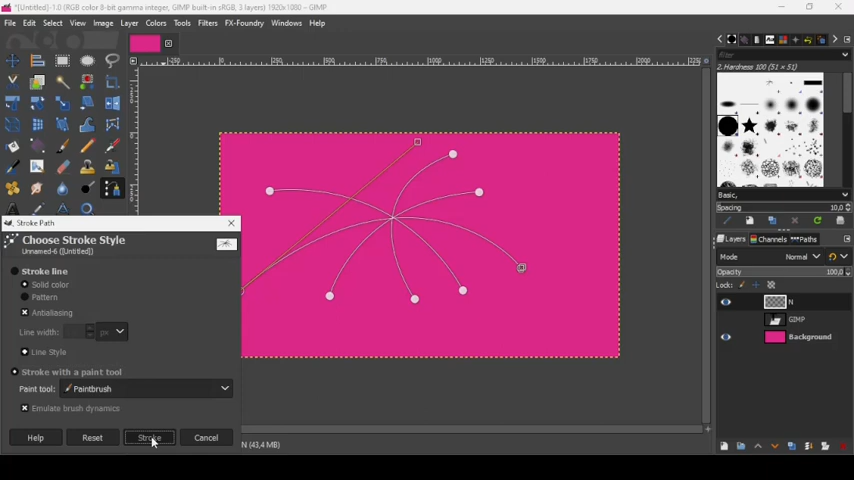 *[Untitled]-1.0 (RGB color 8-bit gamma integer, GIMP built-in sRGB, 3 layers) 1920x1080 – GIMP
File Edit Select View Image Layer Colors Tools Filters FX-Foundry Windows Help
filter
2. Hardness 100 (51 × 51)
Basic,
Spacing 10,0
Layers Channels Paths
Mode Normal
Opacity 100,0
Lock:
N
GIMP
Background
Stroke Path
Choose Stroke Style
Unnamed-6 ([Untitled])
Stroke line
Solid color
Pattern
Antialiasing
Line width: px
Line Style
Stroke with a paint tool
Paint tool: Paintbrush
Emulate brush dynamics
Help Reset Stroke Cancel
N (43,4 MB)